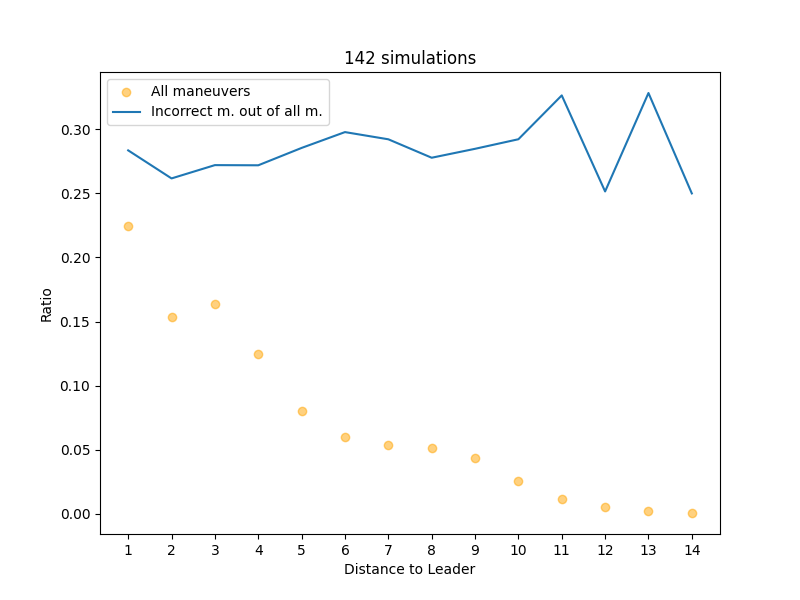 142 simulations
All maneuvers
Incorrect m. out of all m.
0.30
0.25
0.20
0.15
0.10
0.05
0.00
Ratio
1 2 3 4 5 6 7 8 9 10 11 12 13 14
Distance to Leader